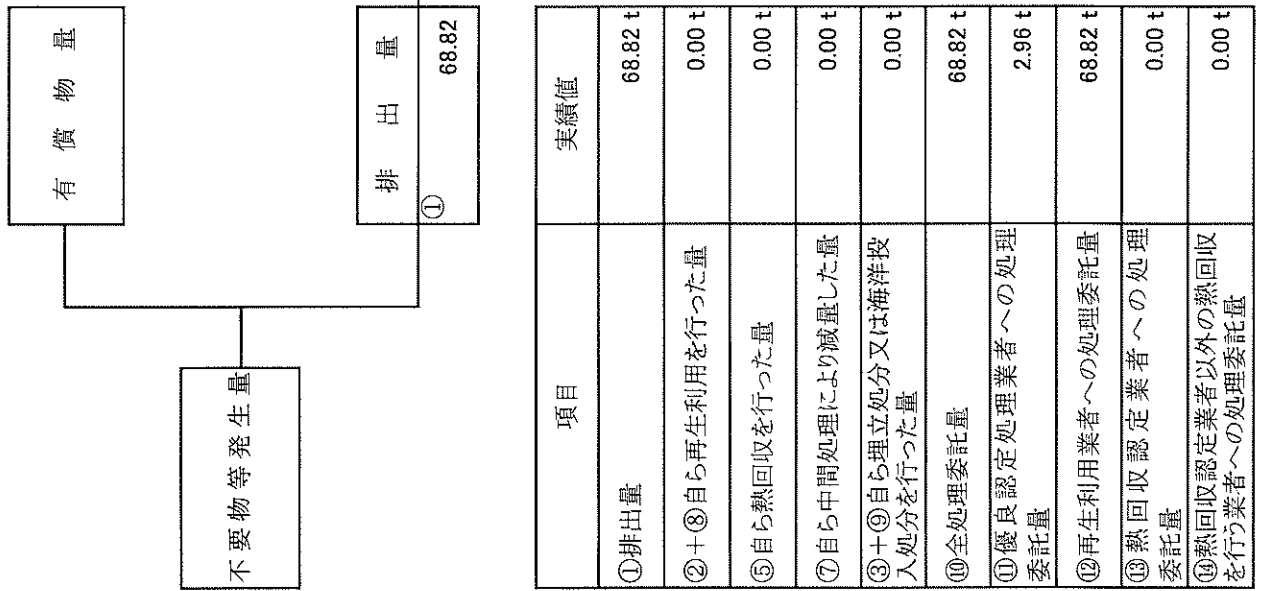 有償物量
不要物等発生量
排出量
①
68.82
項目 実績値
①排出量 68.82 t
②+⑧自ら再生利用を行った量 0.00 t
⑤自ら熱回収を行った量 0.00 t
⑦自ら中間処理により減量した量 0.00 t
③+⑨自ら埋立処分又は海洋投
入処分を行った量 0.00 t
⑩全処理委託量 68.82 t
⑪優良認定処理業者への処理
委託量 2.96 t
⑫再生利用業者への処理委託量 68.82 t
⑬熱回収認定業者への処理
委託量 0.00 t
⑭熱回収認定業者以外の熱回収
を行う業者への処理委託量 0.00 t